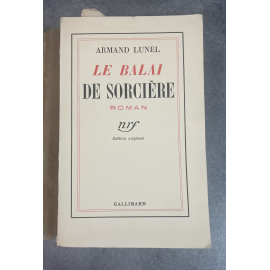 ARMAND LUNEL
LE BALAI
DE SORCIÈRE
ROMAN
nrf
Édition originale
GALLIMARD